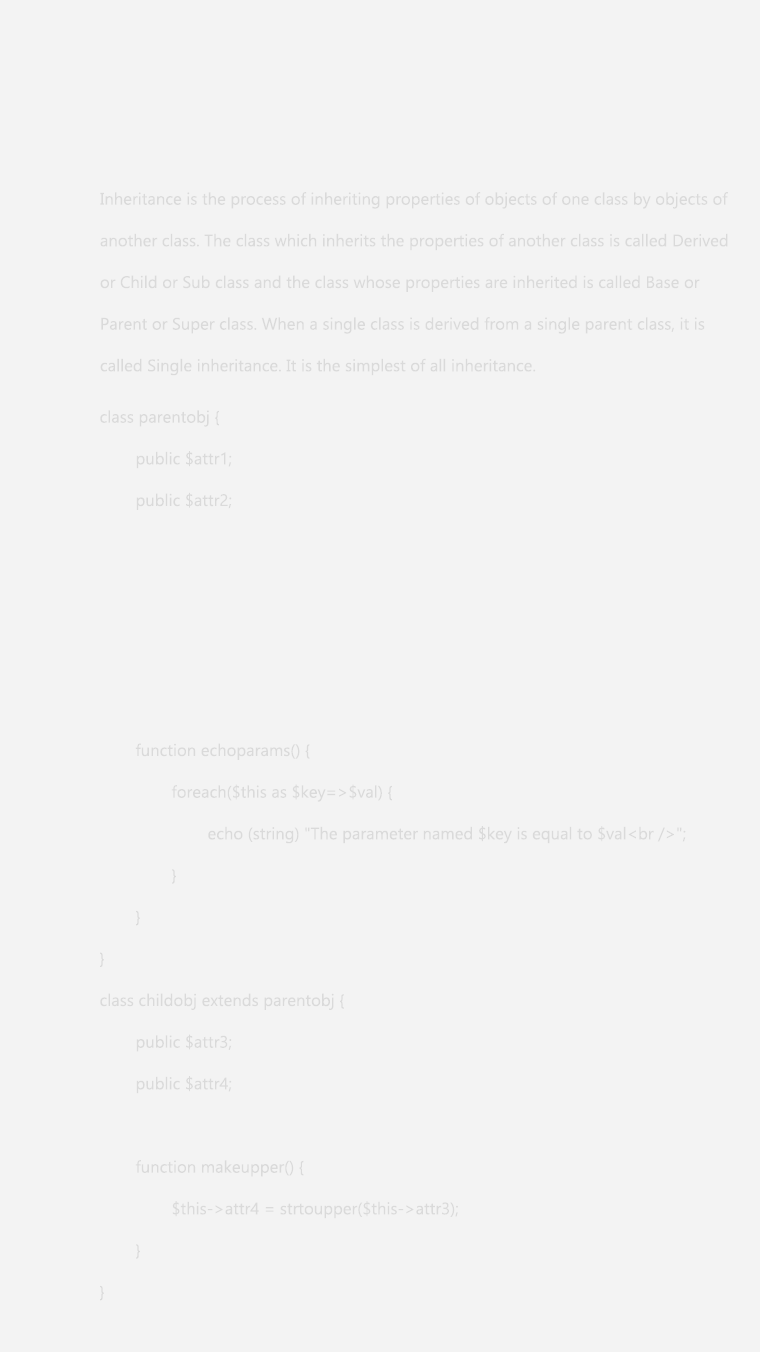 Inheritance is the process of inheriting properties of objects of one class by objects of
another class. The class which inherits the properties of another class is called Derived
or Child or Sub class and the class whose properties are inherited is called Base or
Parent or Super class. When a single class is derived from a single parent class, it is
called Single inheritance. It is the simplest of all inheritance.
class parentobj {
public $attr1;
public $attr2;
function echoparams() {
foreach($this as $key=>$val) {
echo (string) "The parameter named $key is equal to $val<br />";
}
}
}
class childobj extends parentobj {
public $attr3;
public $attr4;
function makeupper() {
$this->attr4 = strtoupper($this->attr3);
}
}